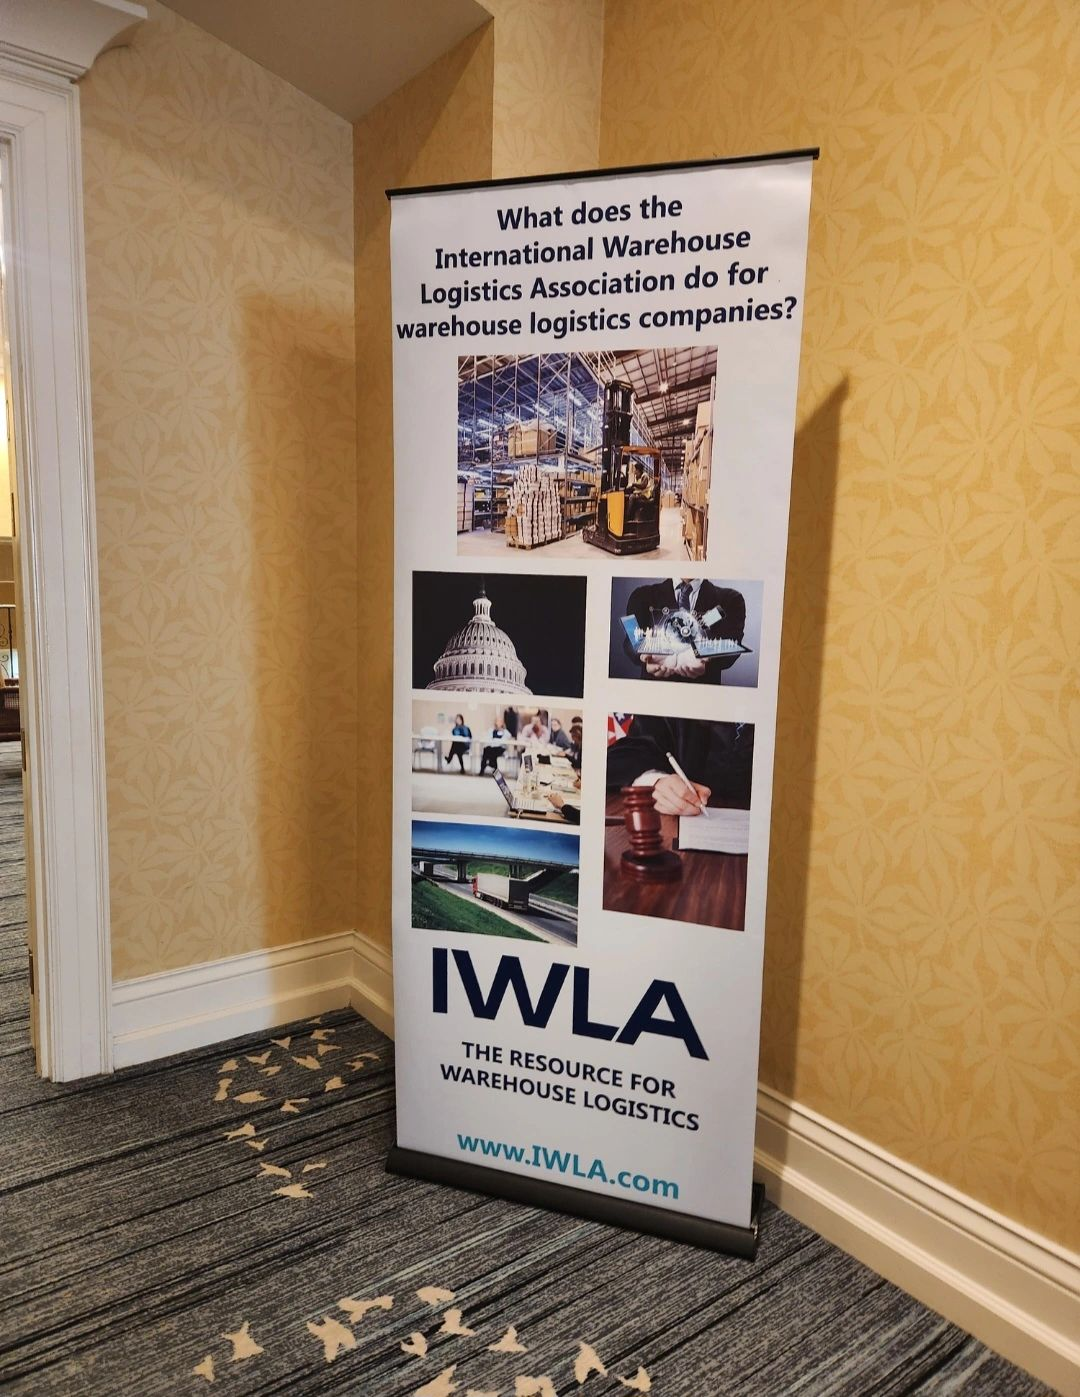 What does the
International Warehouse
Logistics Association do for
warehouse logistics companies?
IWLA
THE RESOURCE FOR
WAREHOUSE LOGISTICS
www.IWLA.com